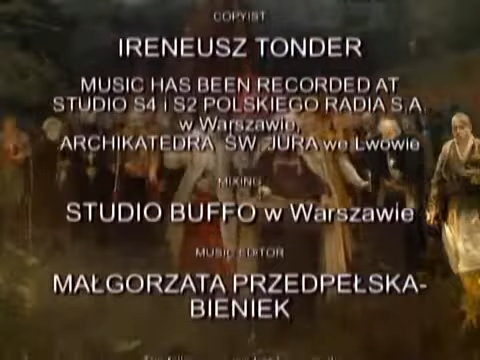 COPYIST
IRENEUSZ TONDER
MUSIC HAS BEEN RECORDED AT
STUDIO S4 i S2 POLSKIEGO RADIA S.A.
w Warszawie,
ARCHIKATEDRA ŚW. JURA we Lwowie
MIXING
STUDIO BUFFO w Warszawie
MUSIC EDITOR
MAŁGORZATA PRZEDPEŁSKA-
BIENIEK